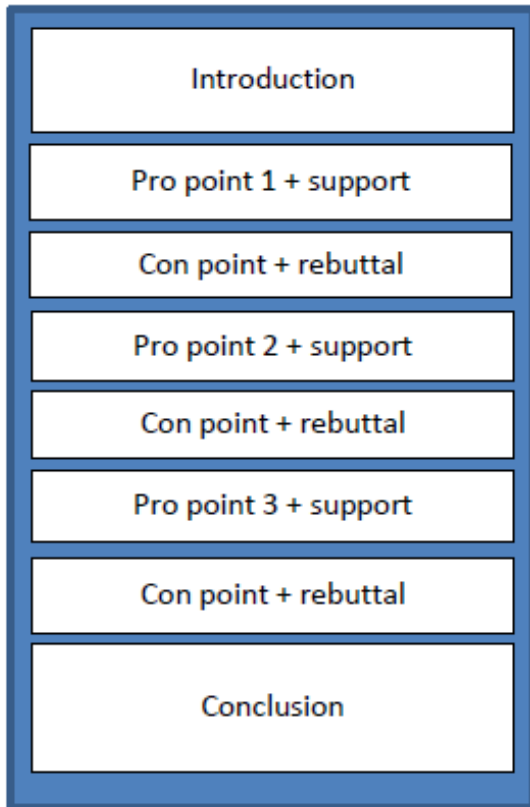 Introduction
Pro point 1 + support
Con point + rebuttal
Pro point 2 + support
Con point + rebuttal
Pro point 3 + support
Con point + rebuttal
Conclusion